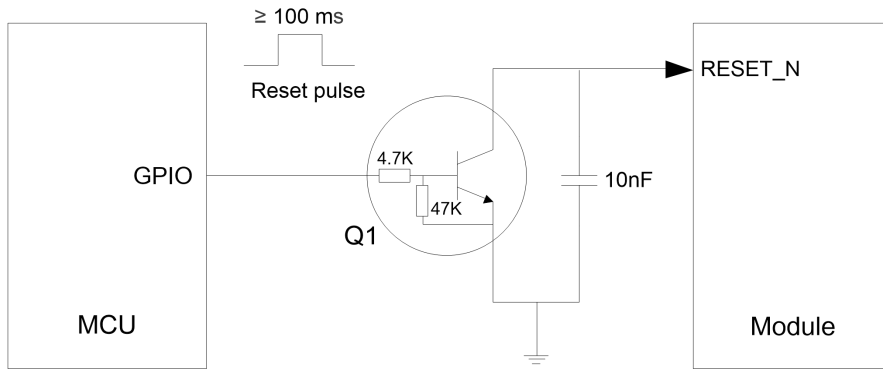 ≥ 100 ms
Reset pulse
RESET_N
GPIO
4.7K
47K
10nF
Q1
MCU
Module